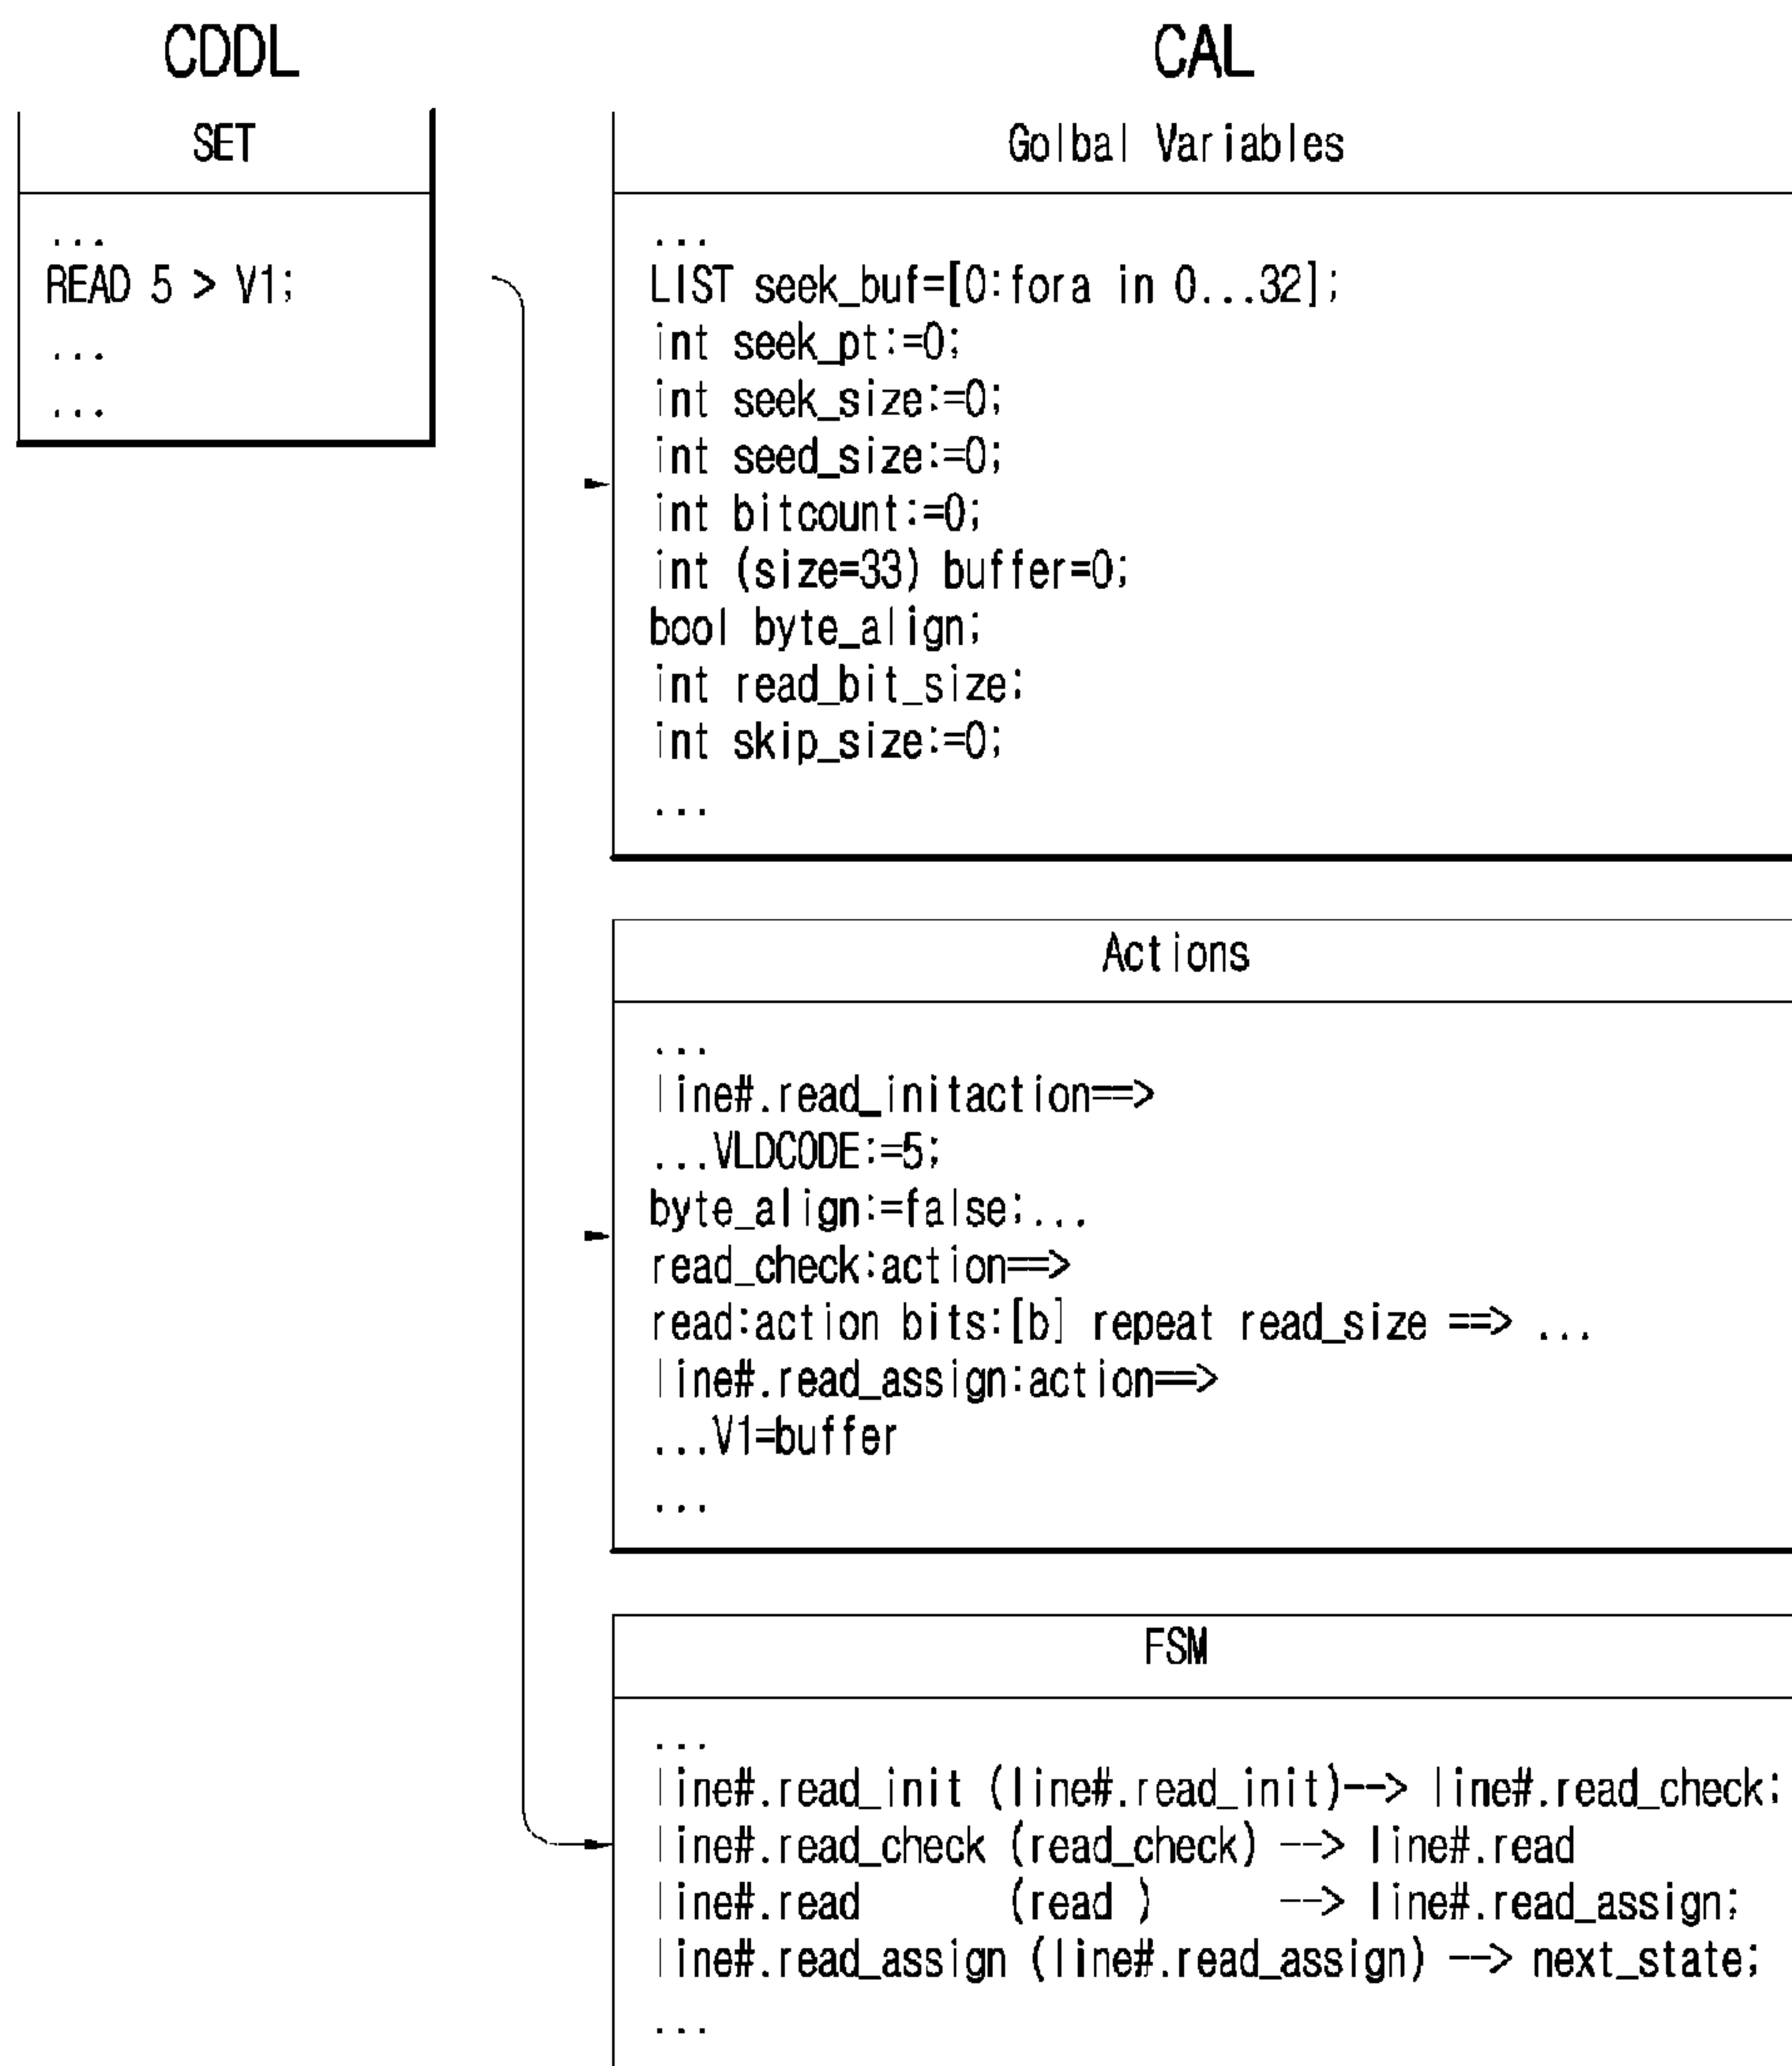 CDDL
SET
...
READ 5 > V1;
...
...
CAL
Golbal Variables
...
LIST seek_buf=[0:fora in 0...32];
int seek_pt:=0;
int seek_size:=0;
int seed_size:=0;
int bitcount:=0;
int (size=33) buffer=0;
bool byte_align;
int read_bit_size;
int skip_size:=0;
...
Actions
...
line#.read_initaction==>
...VLDCODE:=5;
byte_align:=false;...
read_check:action==>
read:action bits:[b] repeat read_size ==> ...
line#.read_assign:action==>
...V1=buffer
...
FSM
...
line#.read_init (line#.read_init)--> line#.read_check;
line#.read_check (read_check) --> line#.read
line#.read (read ) --> line#.read_assign;
line#.read_assign (line#.read_assign) --> next_state;
...